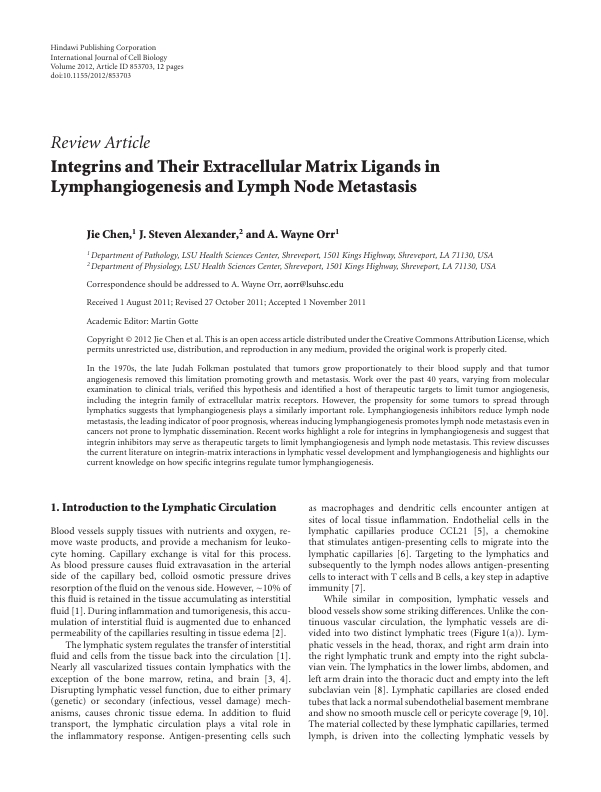 Hindawi Publishing Corporation
International Journal of Cell Biology
Volume 2012, Article ID 853703, 12 pages
doi:10.1155/2012/853703
Review Article
Integrins and Their Extracellular Matrix Ligands in
Lymphangiogenesis and Lymph Node Metastasis
Jie Chen,1 J. Steven Alexander,2 and A. Wayne Orr1
1 Department of Pathology, LSU Health Sciences Center, Shreveport, 1501 Kings Highway, Shreveport, LA 71130, USA
2 Department of Physiology, LSU Health Sciences Center, Shreveport, 1501 Kings Highway, Shreveport, LA 71130, USA
Correspondence should be addressed to A. Wayne Orr, aorr@lsuhsc.edu
Received 1 August 2011; Revised 27 October 2011; Accepted 1 November 2011
Academic Editor: Martin Gotte
Copyright © 2012 Jie Chen et al. This is an open access article distributed under the Creative Commons Attribution License, which
permits unrestricted use, distribution, and reproduction in any medium, provided the original work is properly cited.
In the 1970s, the late Judah Folkman postulated that tumors grow proportionately to their blood supply and that tumor
angiogenesis removed this limitation promoting growth and metastasis. Work over the past 40 years, varying from molecular
examination to clinical trials, verified this hypothesis and identified a host of therapeutic targets to limit tumor angiogenesis,
including the integrin family of extracellular matrix receptors. However, the propensity for some tumors to spread through
lymphatics suggests that lymphangiogenesis plays a similarly important role. Lymphangiogenesis inhibitors reduce lymph node
metastasis, the leading indicator of poor prognosis, whereas inducing lymphangiogenesis promotes lymph node metastasis even in
cancers not prone to lymphatic dissemination. Recent works highlight a role for integrins in lymphangiogenesis and suggest that
integrin inhibitors may serve as therapeutic targets to limit lymphangiogenesis and lymph node metastasis. This review discusses
the current literature on integrin-matrix interactions in lymphatic vessel development and lymphangiogenesis and highlights our
current knowledge on how specific integrins regulate tumor lymphangiogenesis.
1. Introduction to the Lymphatic Circulation
Blood vessels supply tissues with nutrients and oxygen, re-
move waste products, and provide a mechanism for leuko-
cyte homing. Capillary exchange is vital for this process.
As blood pressure causes fluid extravasation in the arterial
side of the capillary bed, colloid osmotic pressure drives
resorption of the fluid on the venous side. However, ~10% of
this fluid is retained in the tissue accumulating as interstitial
fluid [1]. During inflammation and tumorigenesis, this accu-
mulation of interstitial fluid is augmented due to enhanced
permeability of the capillaries resulting in tissue edema [2].
The lymphatic system regulates the transfer of interstitial
fluid and cells from the tissue back into the circulation [1].
Nearly all vascularized tissues contain lymphatics with the
exception of the bone marrow, retina, and brain [3, 4].
Disrupting lymphatic vessel function, due to either primary
(genetic) or secondary (infectious, vessel damage) mech-
anisms, causes chronic tissue edema. In addition to fluid
transport, the lymphatic circulation plays a vital role in
the inflammatory response. Antigen-presenting cells such
as macrophages and dendritic cells encounter antigen at
sites of local tissue inflammation. Endothelial cells in the
lymphatic capillaries produce CCL21 [5], a chemokine
that stimulates antigen-presenting cells to migrate into the
lymphatic capillaries [6]. Targeting to the lymphatics and
subsequently to the lymph nodes allows antigen-presenting
cells to interact with T cells and B cells, a key step in adaptive
immunity [7].
While similar in composition, lymphatic vessels and
blood vessels show some striking differences. Unlike the con-
tinuous vascular circulation, the lymphatic vessels are di-
vided into two distinct lymphatic trees (Figure 1(a)). Lym-
phatic vessels in the head, thorax, and right arm drain into
the right lymphatic trunk and empty into the right subcla-
vian vein. The lymphatics in the lower limbs, abdomen, and
left arm drain into the thoracic duct and empty into the left
subclavian vein [8]. Lymphatic capillaries are closed ended
tubes that lack a normal subendothelial basement membrane
and show no smooth muscle cell or pericyte coverage [9, 10].
The material collected by these lymphatic capillaries, termed
lymph, is driven into the collecting lymphatic vessels by